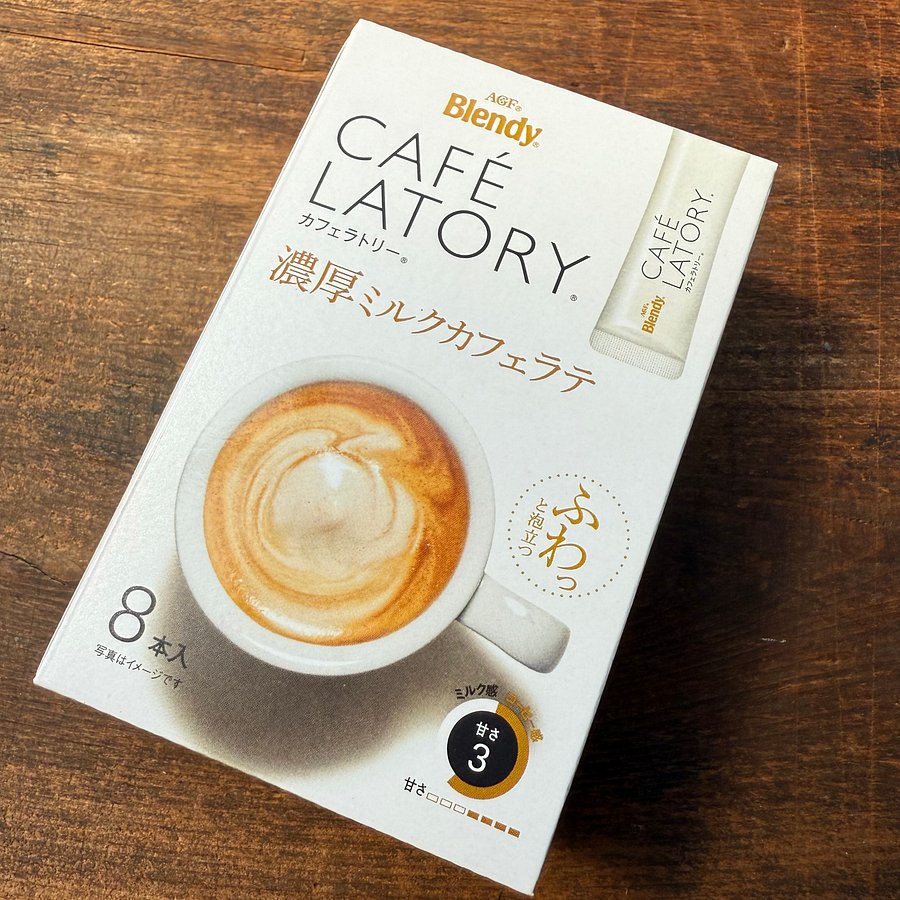 AGF®
Blendy®
CAFÉ
LATORY®
カフェラトリー®
濃厚ミルクカフェラテ
CAFÉ
LATORY®
カフェラトリー®
AGF®
Blendy®
ふわっ
と泡立つ
8本入
写真はイメージです
ミルク感
甘さ
3
甘さ